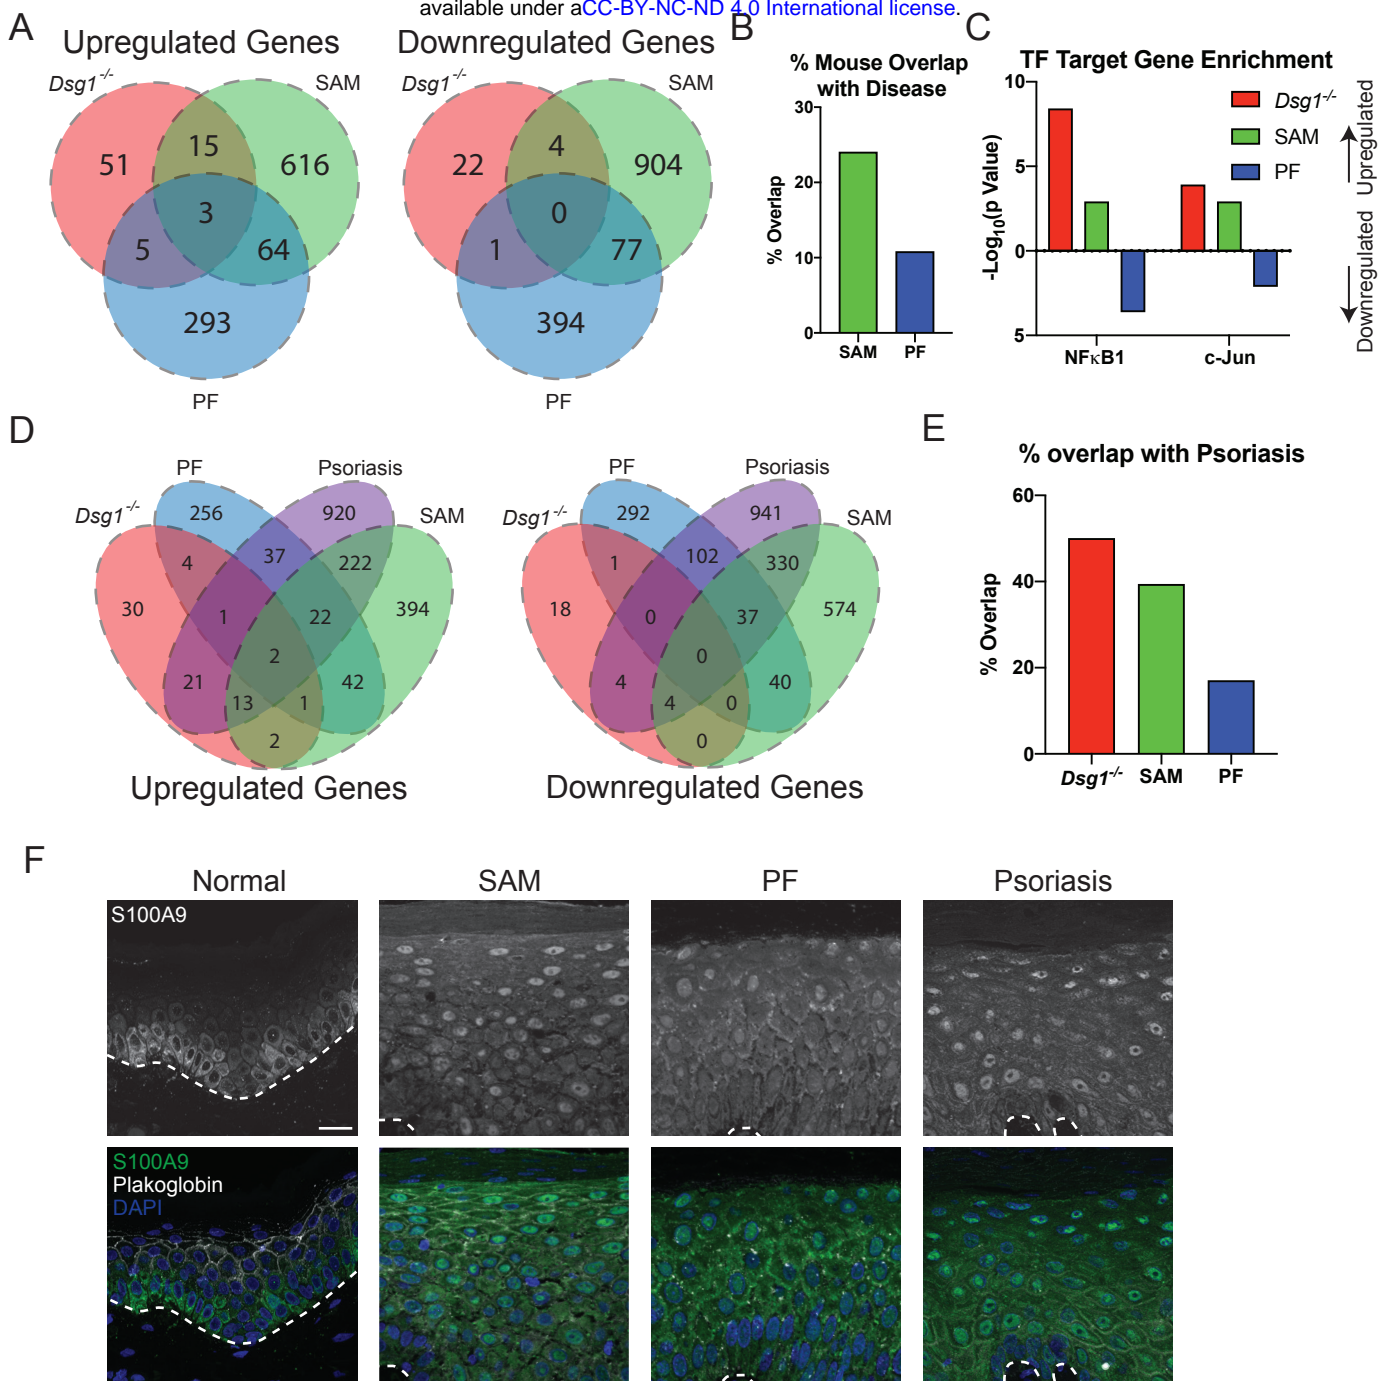 available under aCC-BY-NC-ND 4.0 International license.
A
Upregulated Genes
Dsg1-/-
SAM
51
15
616
3
5
64
293
PF
Downregulated Genes
Dsg1-/-
SAM
22
4
904
0
1
77
394
PF
B
% Mouse Overlap
with Disease
% Overlap
30
20
10
0
SAM
PF
C
TF Target Gene Enrichment
-Log10(p Value)
10
5
0
5
NFκB1
c-Jun
Dsg1-/-
SAM
PF
Upregulated
Downregulated
D
PF
Psoriasis
Dsg1-/-
SAM
256
920
4
37
222
30
1
22
394
2
21
42
13
1
2
Upregulated Genes
PF
Psoriasis
Dsg1-/-
SAM
292
941
1
102
330
18
0
37
574
0
4
40
4
0
0
Downregulated Genes
E
% overlap with Psoriasis
% Overlap
60
40
20
0
Dsg1-/-
SAM
PF
F
Normal
SAM
PF
Psoriasis
S100A9
S100A9
Plakoglobin
DAPI